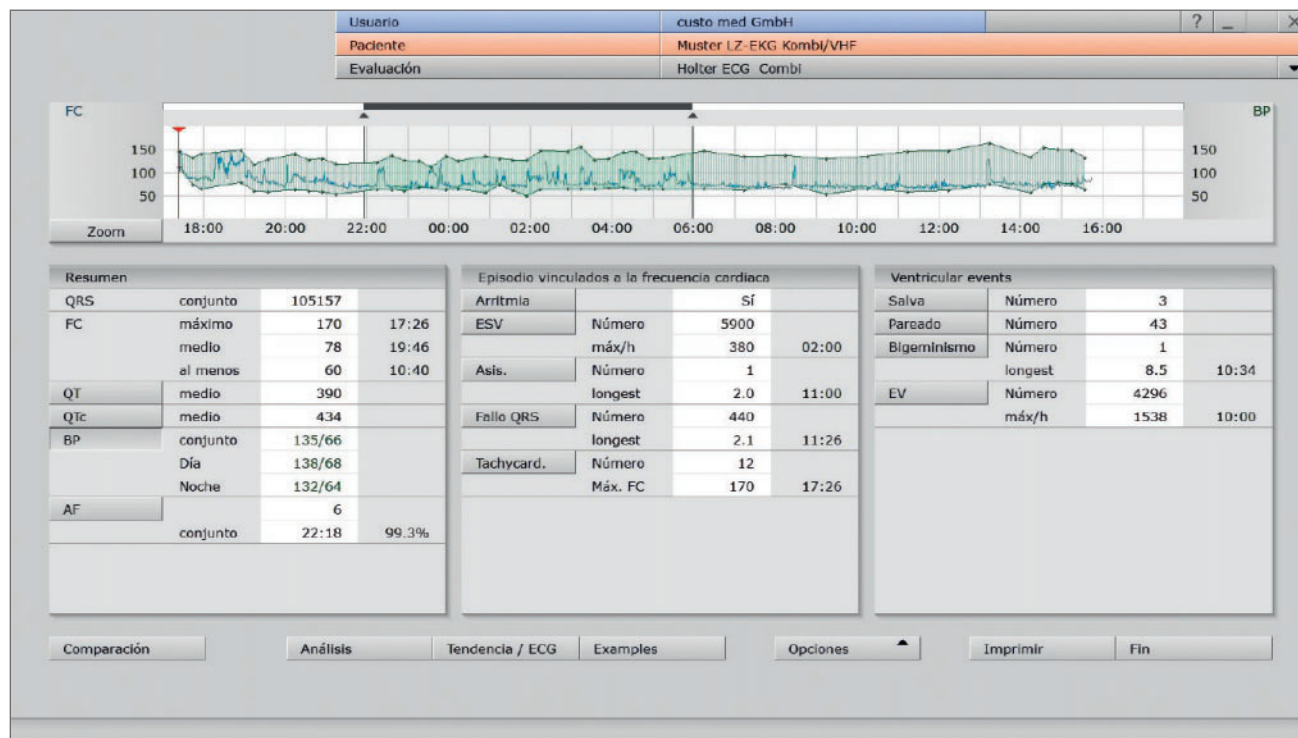 Usuario custo med GmbH ? _ X
Paciente Muster LZ-EKG Kombi/VHF
Evaluación Holter ECG Combi
FC BP
150 150
100 100
50 50
Zoom 18:00 20:00 22:00 00:00 02:00 04:00 06:00 08:00 10:00 12:00 14:00 16:00
Resumen
QRS conjunto 105157
FC máximo 170 17:26
medio 78 19:46
al menos 60 10:40
QT medio 390
QTc medio 434
BP conjunto 135/66
Día 138/68
Noche 132/64
AF 6
conjunto 22:18 99.3%
Episodio vinculados a la frecuencia cardiaca
Arritmia Sí
ESV Número 5900
máx/h 380 02:00
Asis. Número 1
longest 2.0 11:00
Fallo QRS Número 440
longest 2.1 11:26
Tachycard. Número 12
Máx. FC 170 17:26
Ventricular events
Salva Número 3
Pareado Número 43
Bigeminismo Número 1
longest 8.5 10:34
EV Número 4296
máx/h 1538 10:00
Comparación Análisis Tendencia / ECG Examples Opciones Imprimir Fin